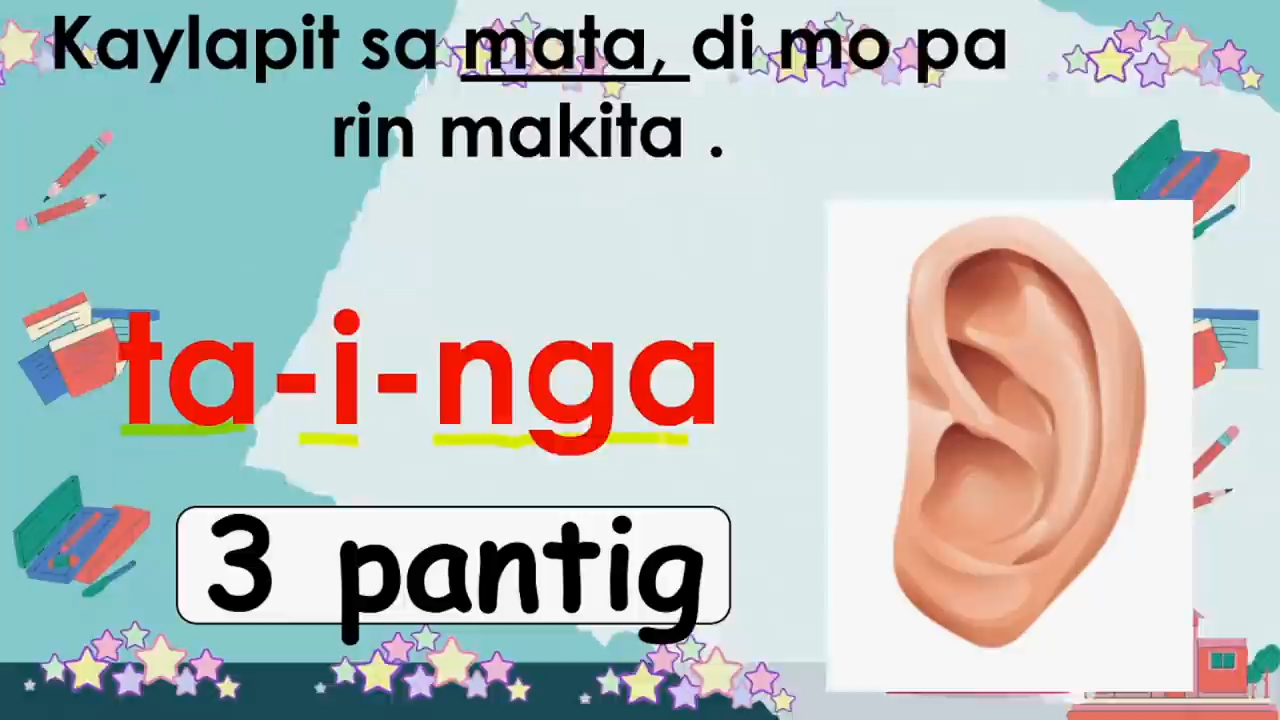 Kaylapit sa mata, di mo pa
rin makita .
ta-i-nga
3 pantig